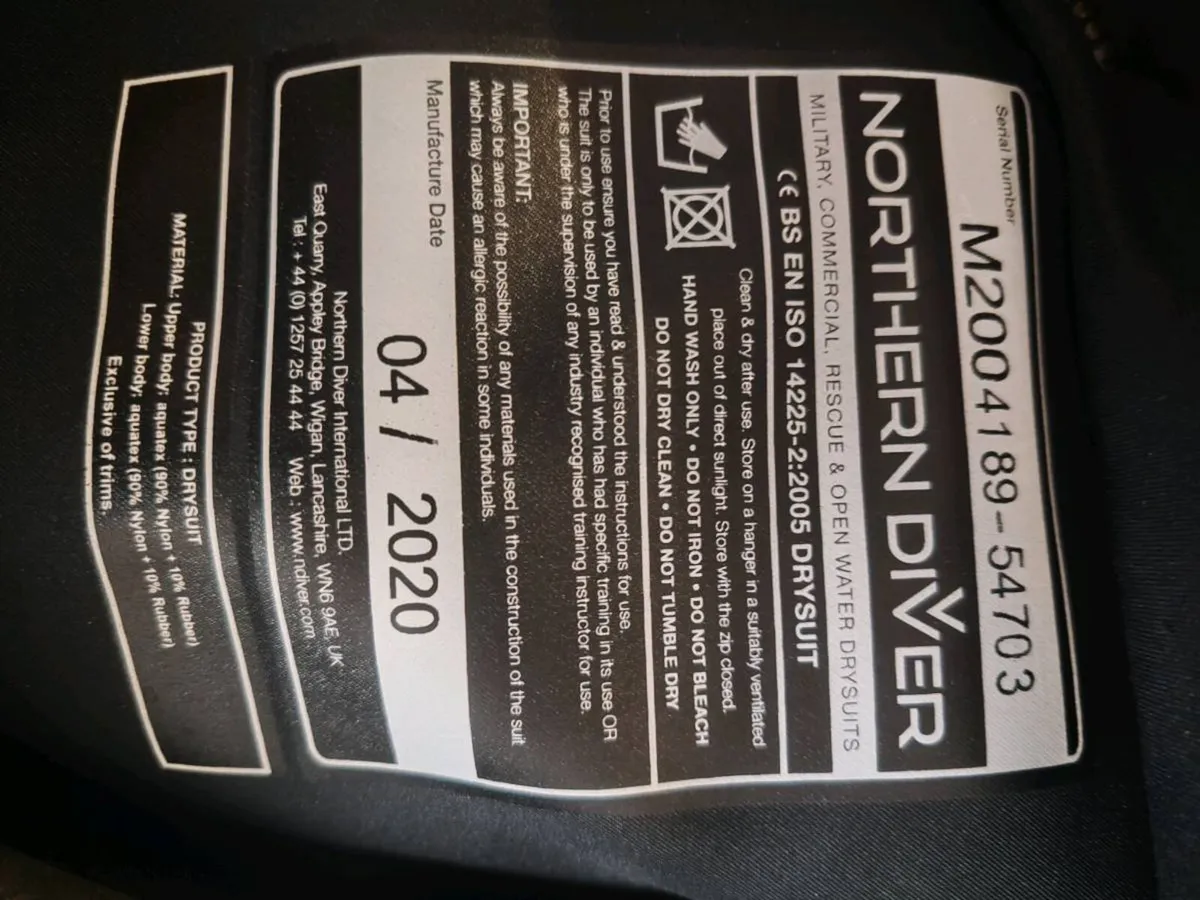 Serial Number
M20041 89-54703
NORTHERN DIVER
MILITARY, COMMERCIAL, RESCUE & OPEN WATER DRYSUITS
CE BS EN ISO 14225-2:2005 DRYSUIT
Clean & dry after use. Store on a hanger in a suitably ventilated
place out of direct sunlight. Store with the zip closed.
HAND WASH ONLY • DO NOT IRON • DO NOT BLEACH
DO NOT DRY CLEAN • DO NOT TUMBLE DRY
Prior to use ensure you have read & understood the instructions for use.
The suit is only to be used by an individual who has had specific training in its use OR
who is under the supervision of any industry recognised training instructor for use.
IMPORTANT:
Always be aware of the possibility of any materials used in the construction of the suit
which may cause an allergic reaction in some individuals.
Manufacture Date
04 / 2020
Northern Diver International LTD.
East Quarry, Appley Bridge, Wigan, Lancashire, WN6 9AE, UK
Tel : + 44 (0) 1257 25 44 44 Web : www.ndiver.com
PRODUCT TYPE : DRYSUIT
MATERIAL: Upper body; aquatex (90% Nylon + 10% Rubber)
Lower body; aquatex (90% Nylon + 10% Rubber)
Exclusive of trims.